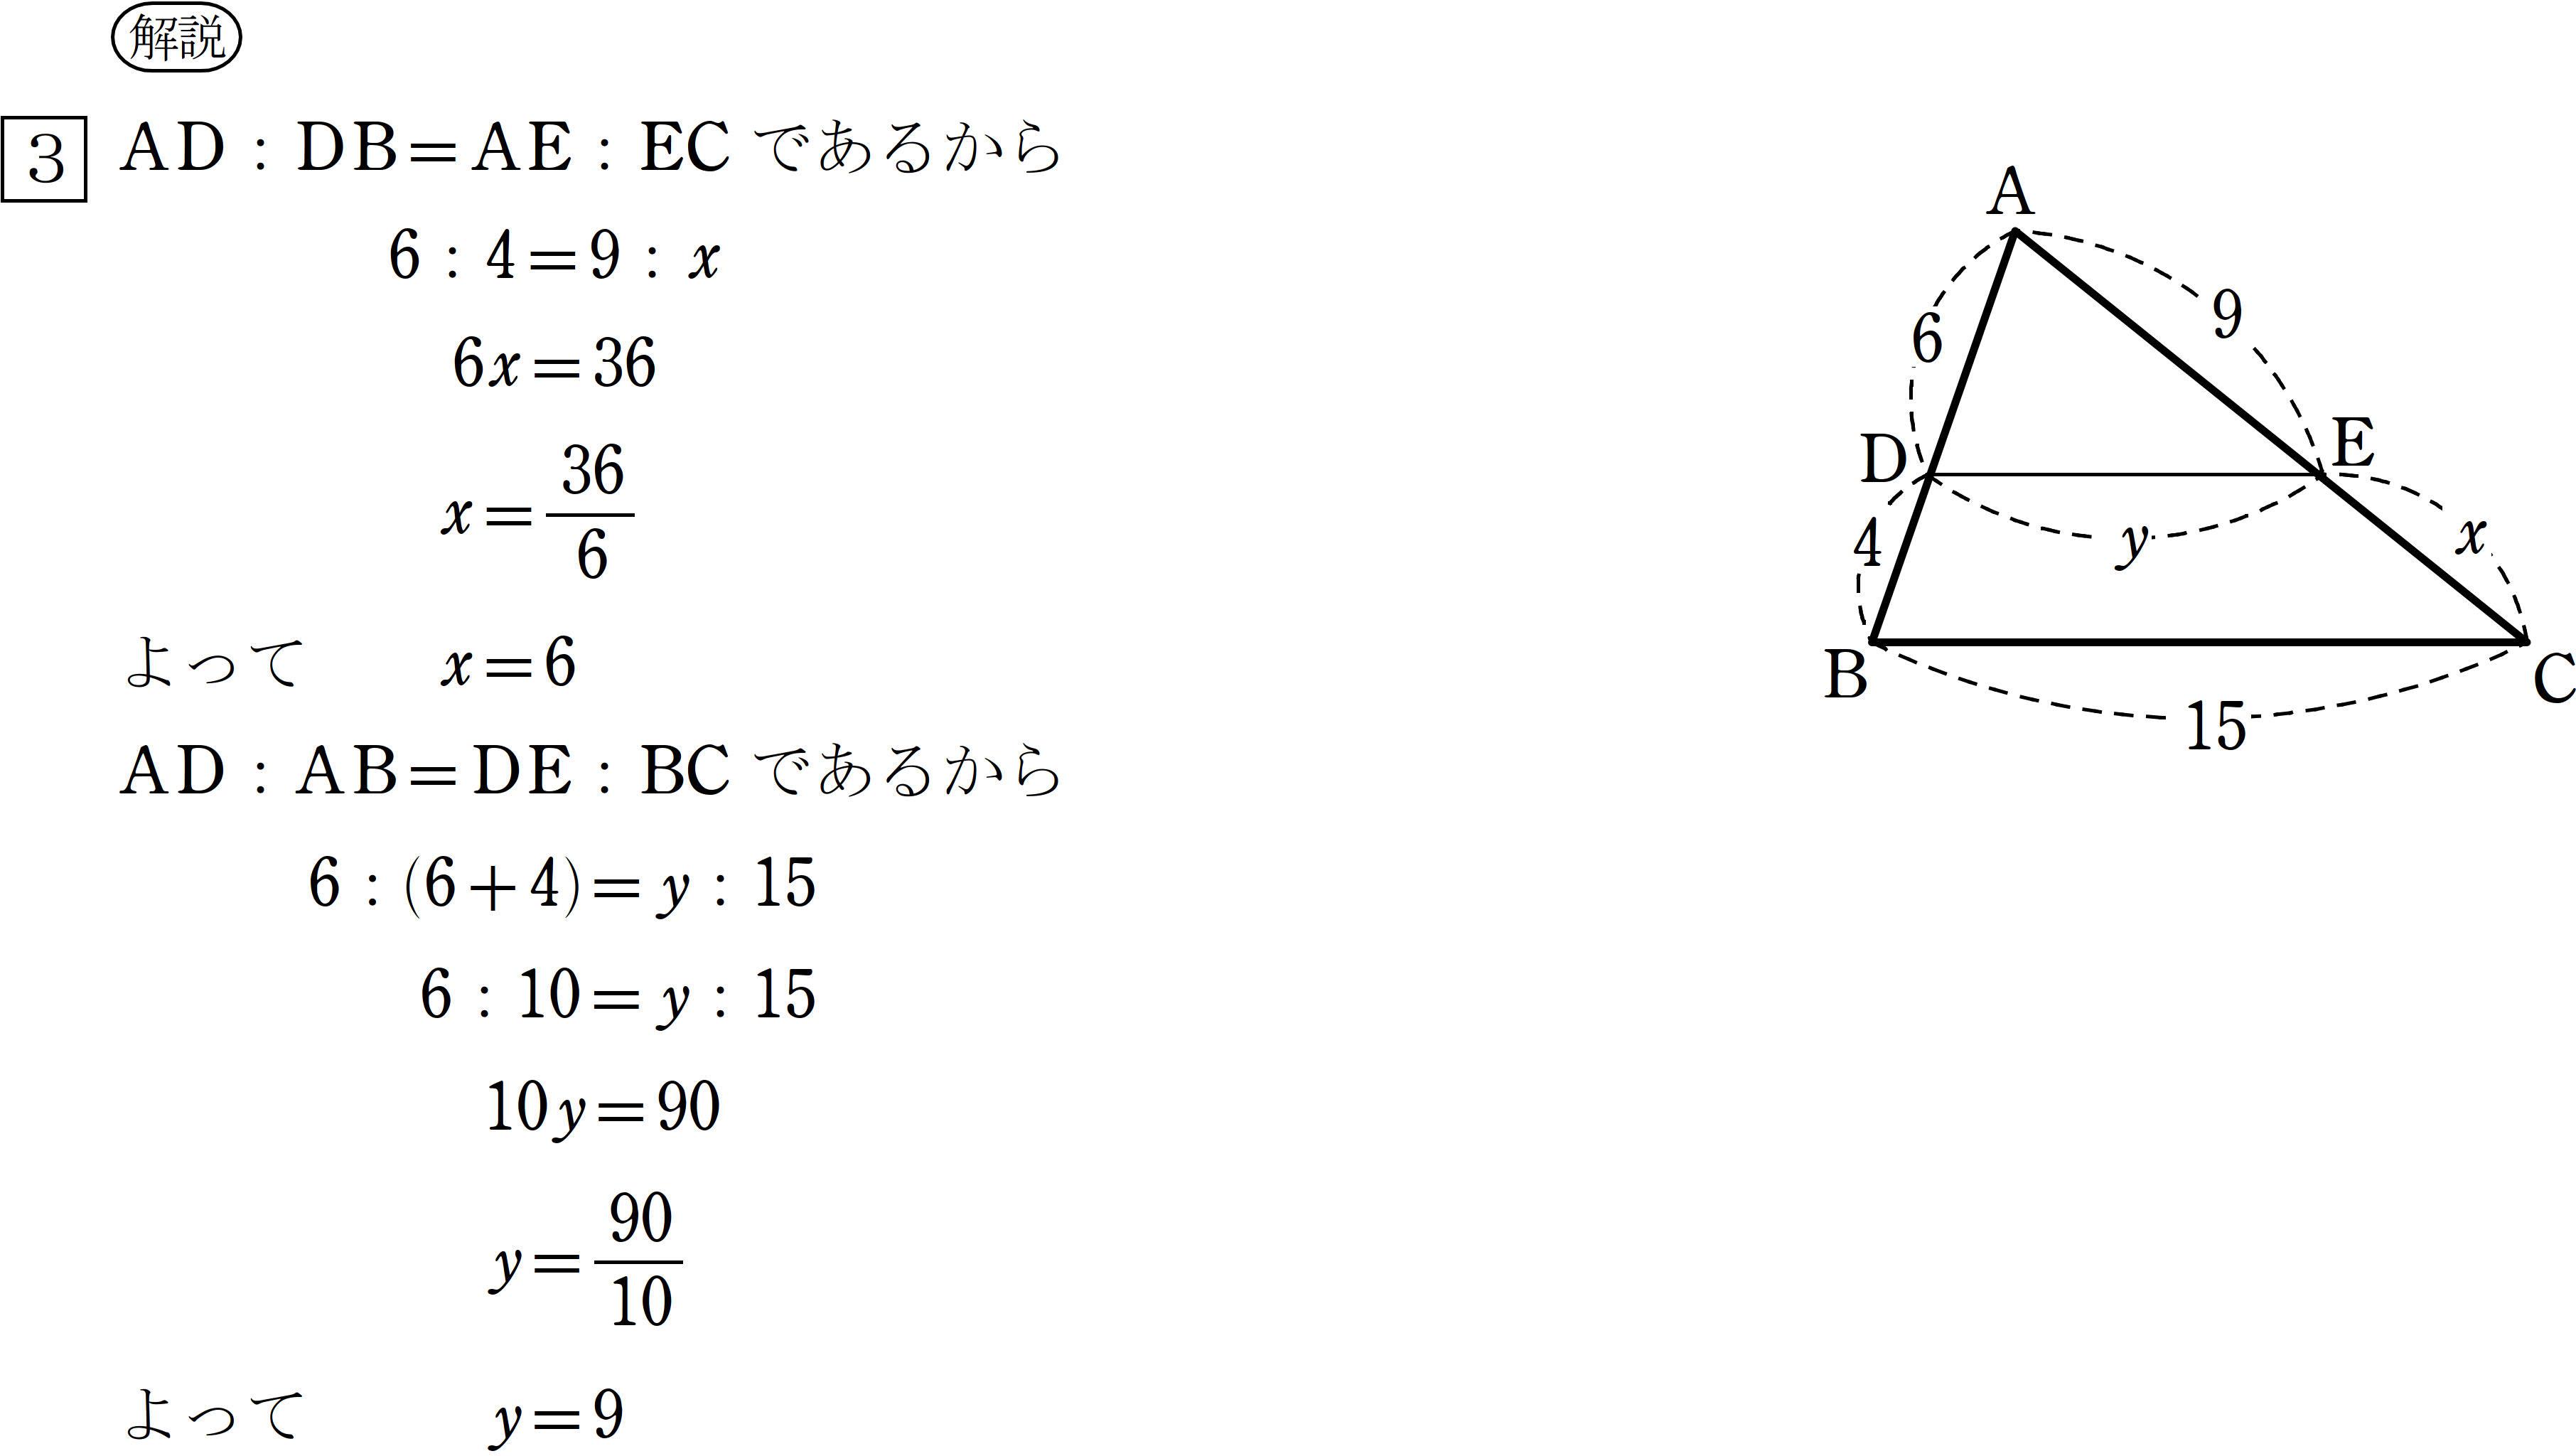 解説
3 AD : DB=AE : EC であるから
6 : 4=9 : x
6x=36
x=36/6
よって x=6
AD : AB=DE : BC であるから
6 : (6+4)=y : 15
6 : 10=y : 15
10y=90
y=90/10
よって y=9
A
6
9
D
E
4
y
x
B
C
15